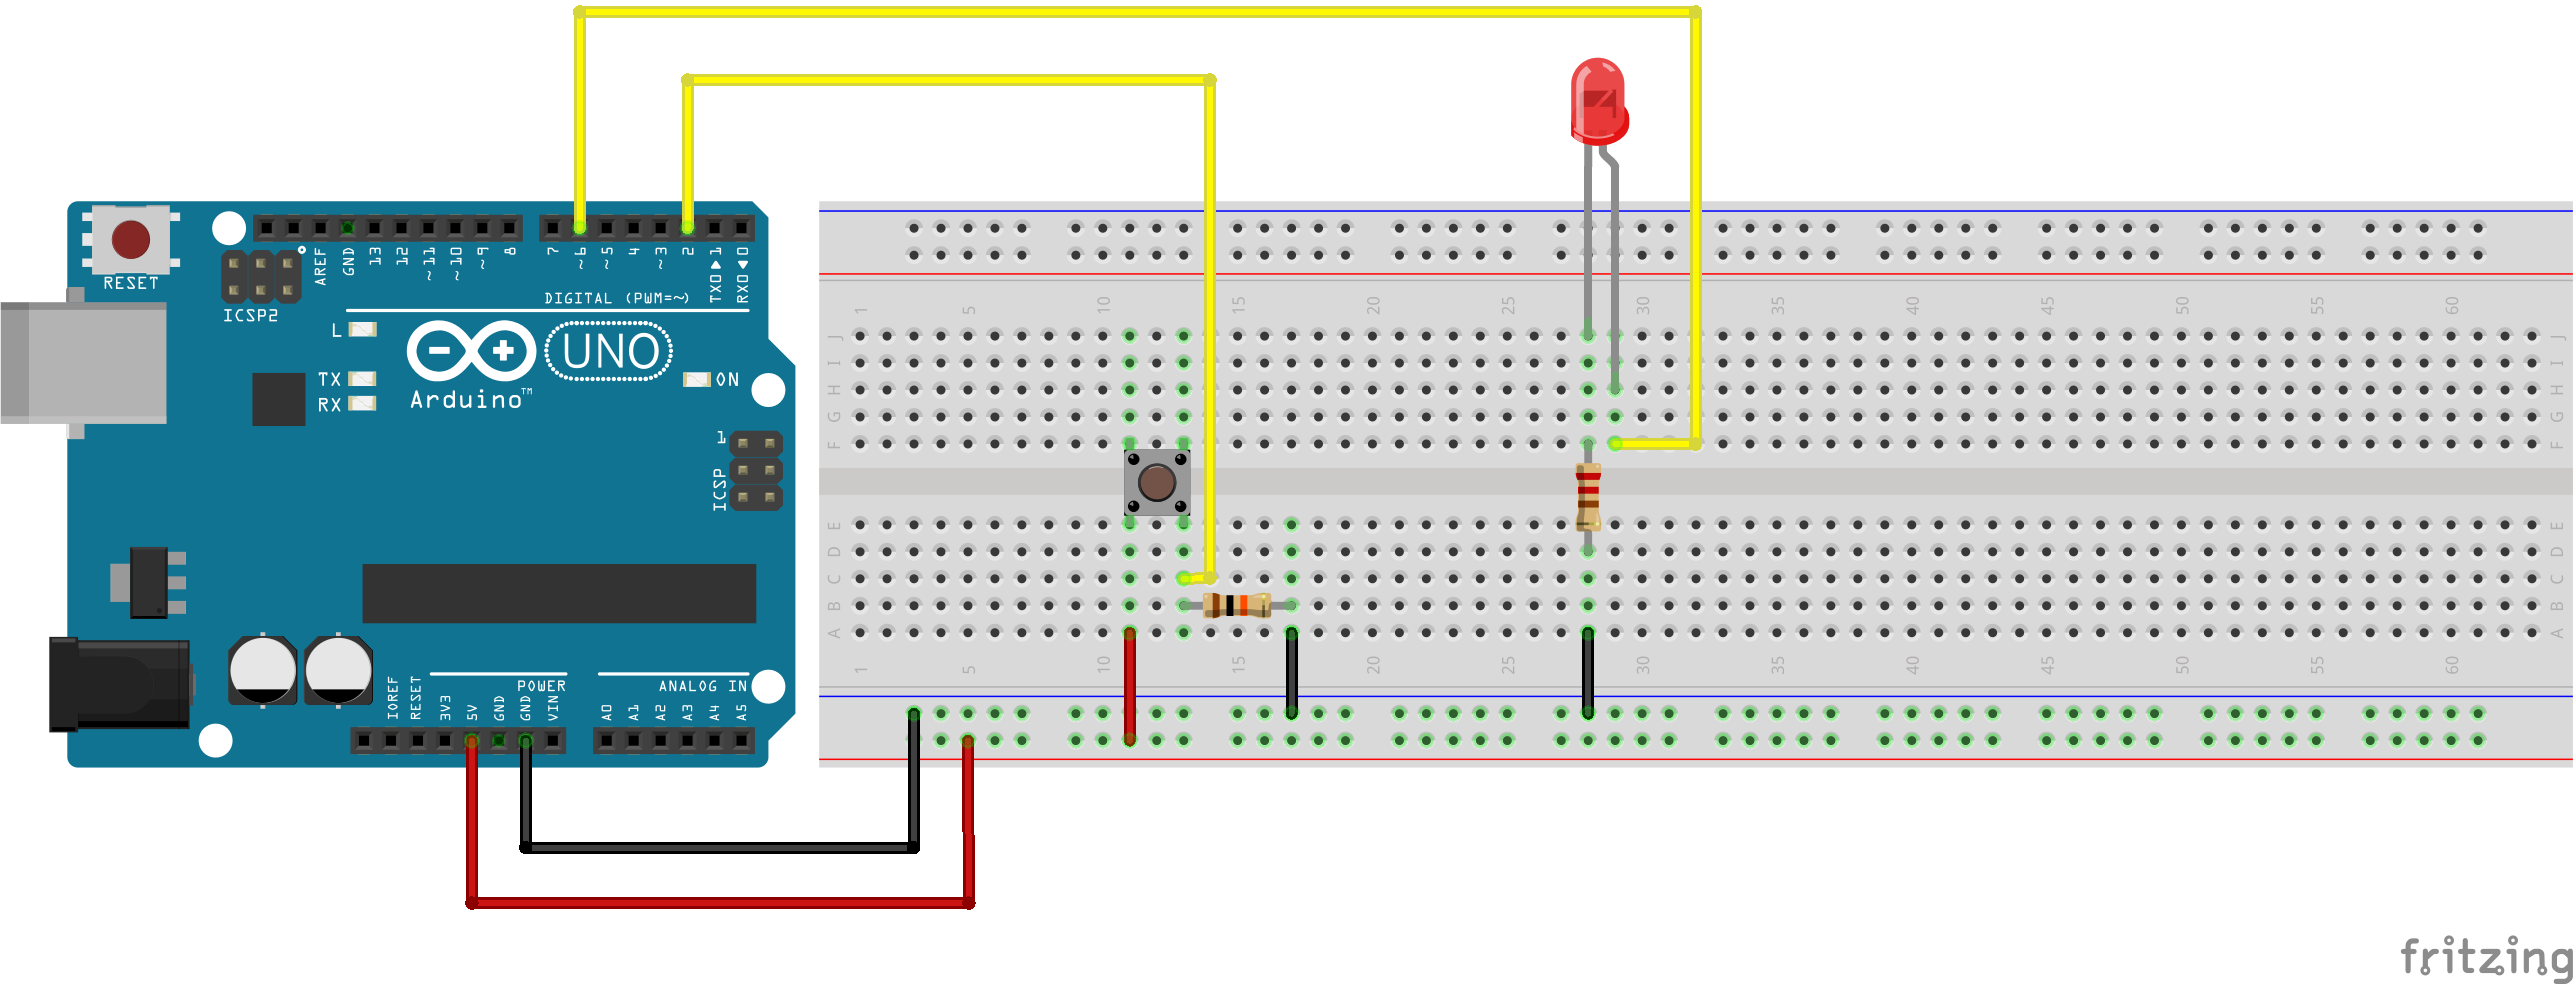 RESET
ICSP2
AREF
GND
13
12
~11
~10
~9
8
7
~6
~5
4
~3
2
TX0▶1
RX0◀0
DIGITAL (PWM=~)
L
TX
RX
UNO
Arduino™
ON
1
ICSP
IOREF
RESET
3V3
5V
GND
GND
VIN
POWER
ANALOG IN
A0
A1
A2
A3
A4
A5
1 5 10 15 20 25 30 35 40 45 50 55 60
J J
I I
H H
G G
F F
E E
D D
C C
B B
A A
1 5 10 15 20 25 30 35 40 45 50 55 60
fritzing